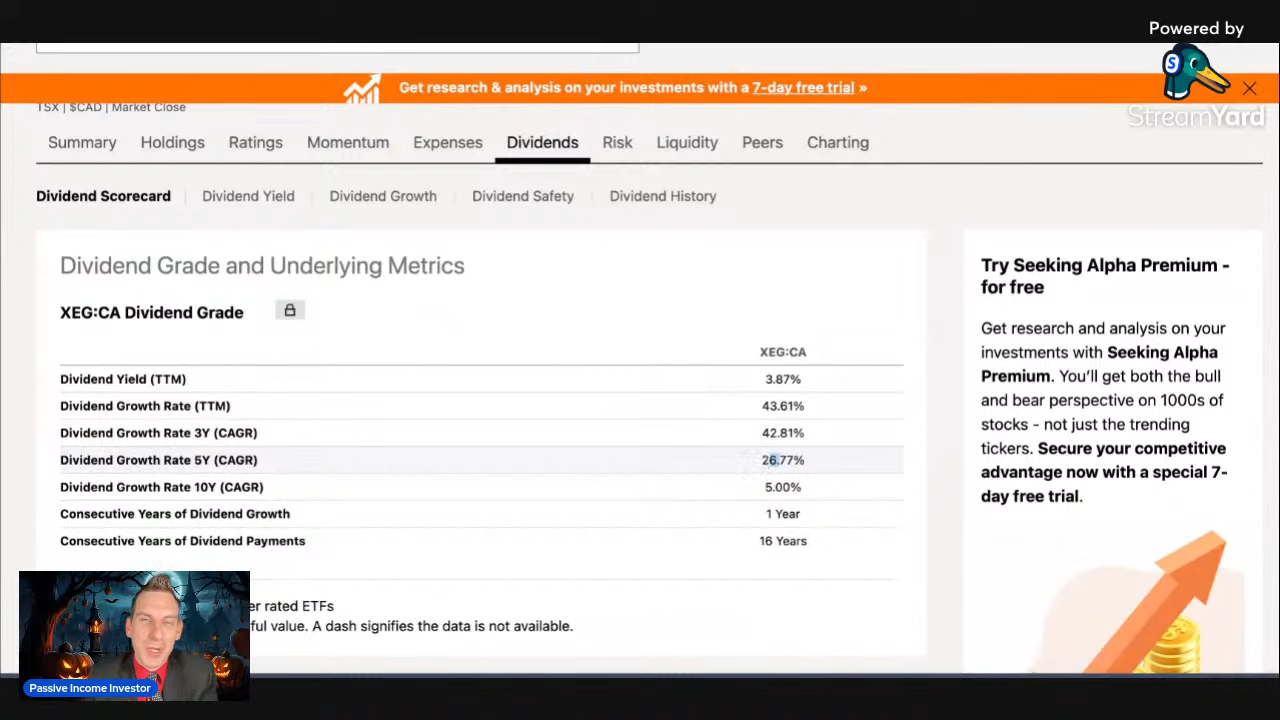 Powered by
S
StreamYard
Get research & analysis on your investments with a 7-day free trial »
TSX | $CAD | Market Close
Summary Holdings Ratings Momentum Expenses Dividends Risk Liquidity Peers Charting
Dividend Scorecard Dividend Yield Dividend Growth Dividend Safety Dividend History
Dividend Grade and Underlying Metrics
XEG:CA Dividend Grade
XEG:CA
Dividend Yield (TTM) 3.87%
Dividend Growth Rate (TTM) 43.61%
Dividend Growth Rate 3Y (CAGR) 42.81%
Dividend Growth Rate 5Y (CAGR) 26.77%
Dividend Growth Rate 10Y (CAGR) 5.00%
Consecutive Years of Dividend Growth 1 Year
Consecutive Years of Dividend Payments 16 Years
rated ETFs
value. A dash signifies the data is not available.
Try Seeking Alpha Premium -
for free
Get research and analysis on your
investments with Seeking Alpha
Premium. You'll get both the bull
and bear perspective on 1000s of
stocks - not just the trending
tickers. Secure your competitive
advantage now with a special 7-
day free trial.
Passive Income Investor